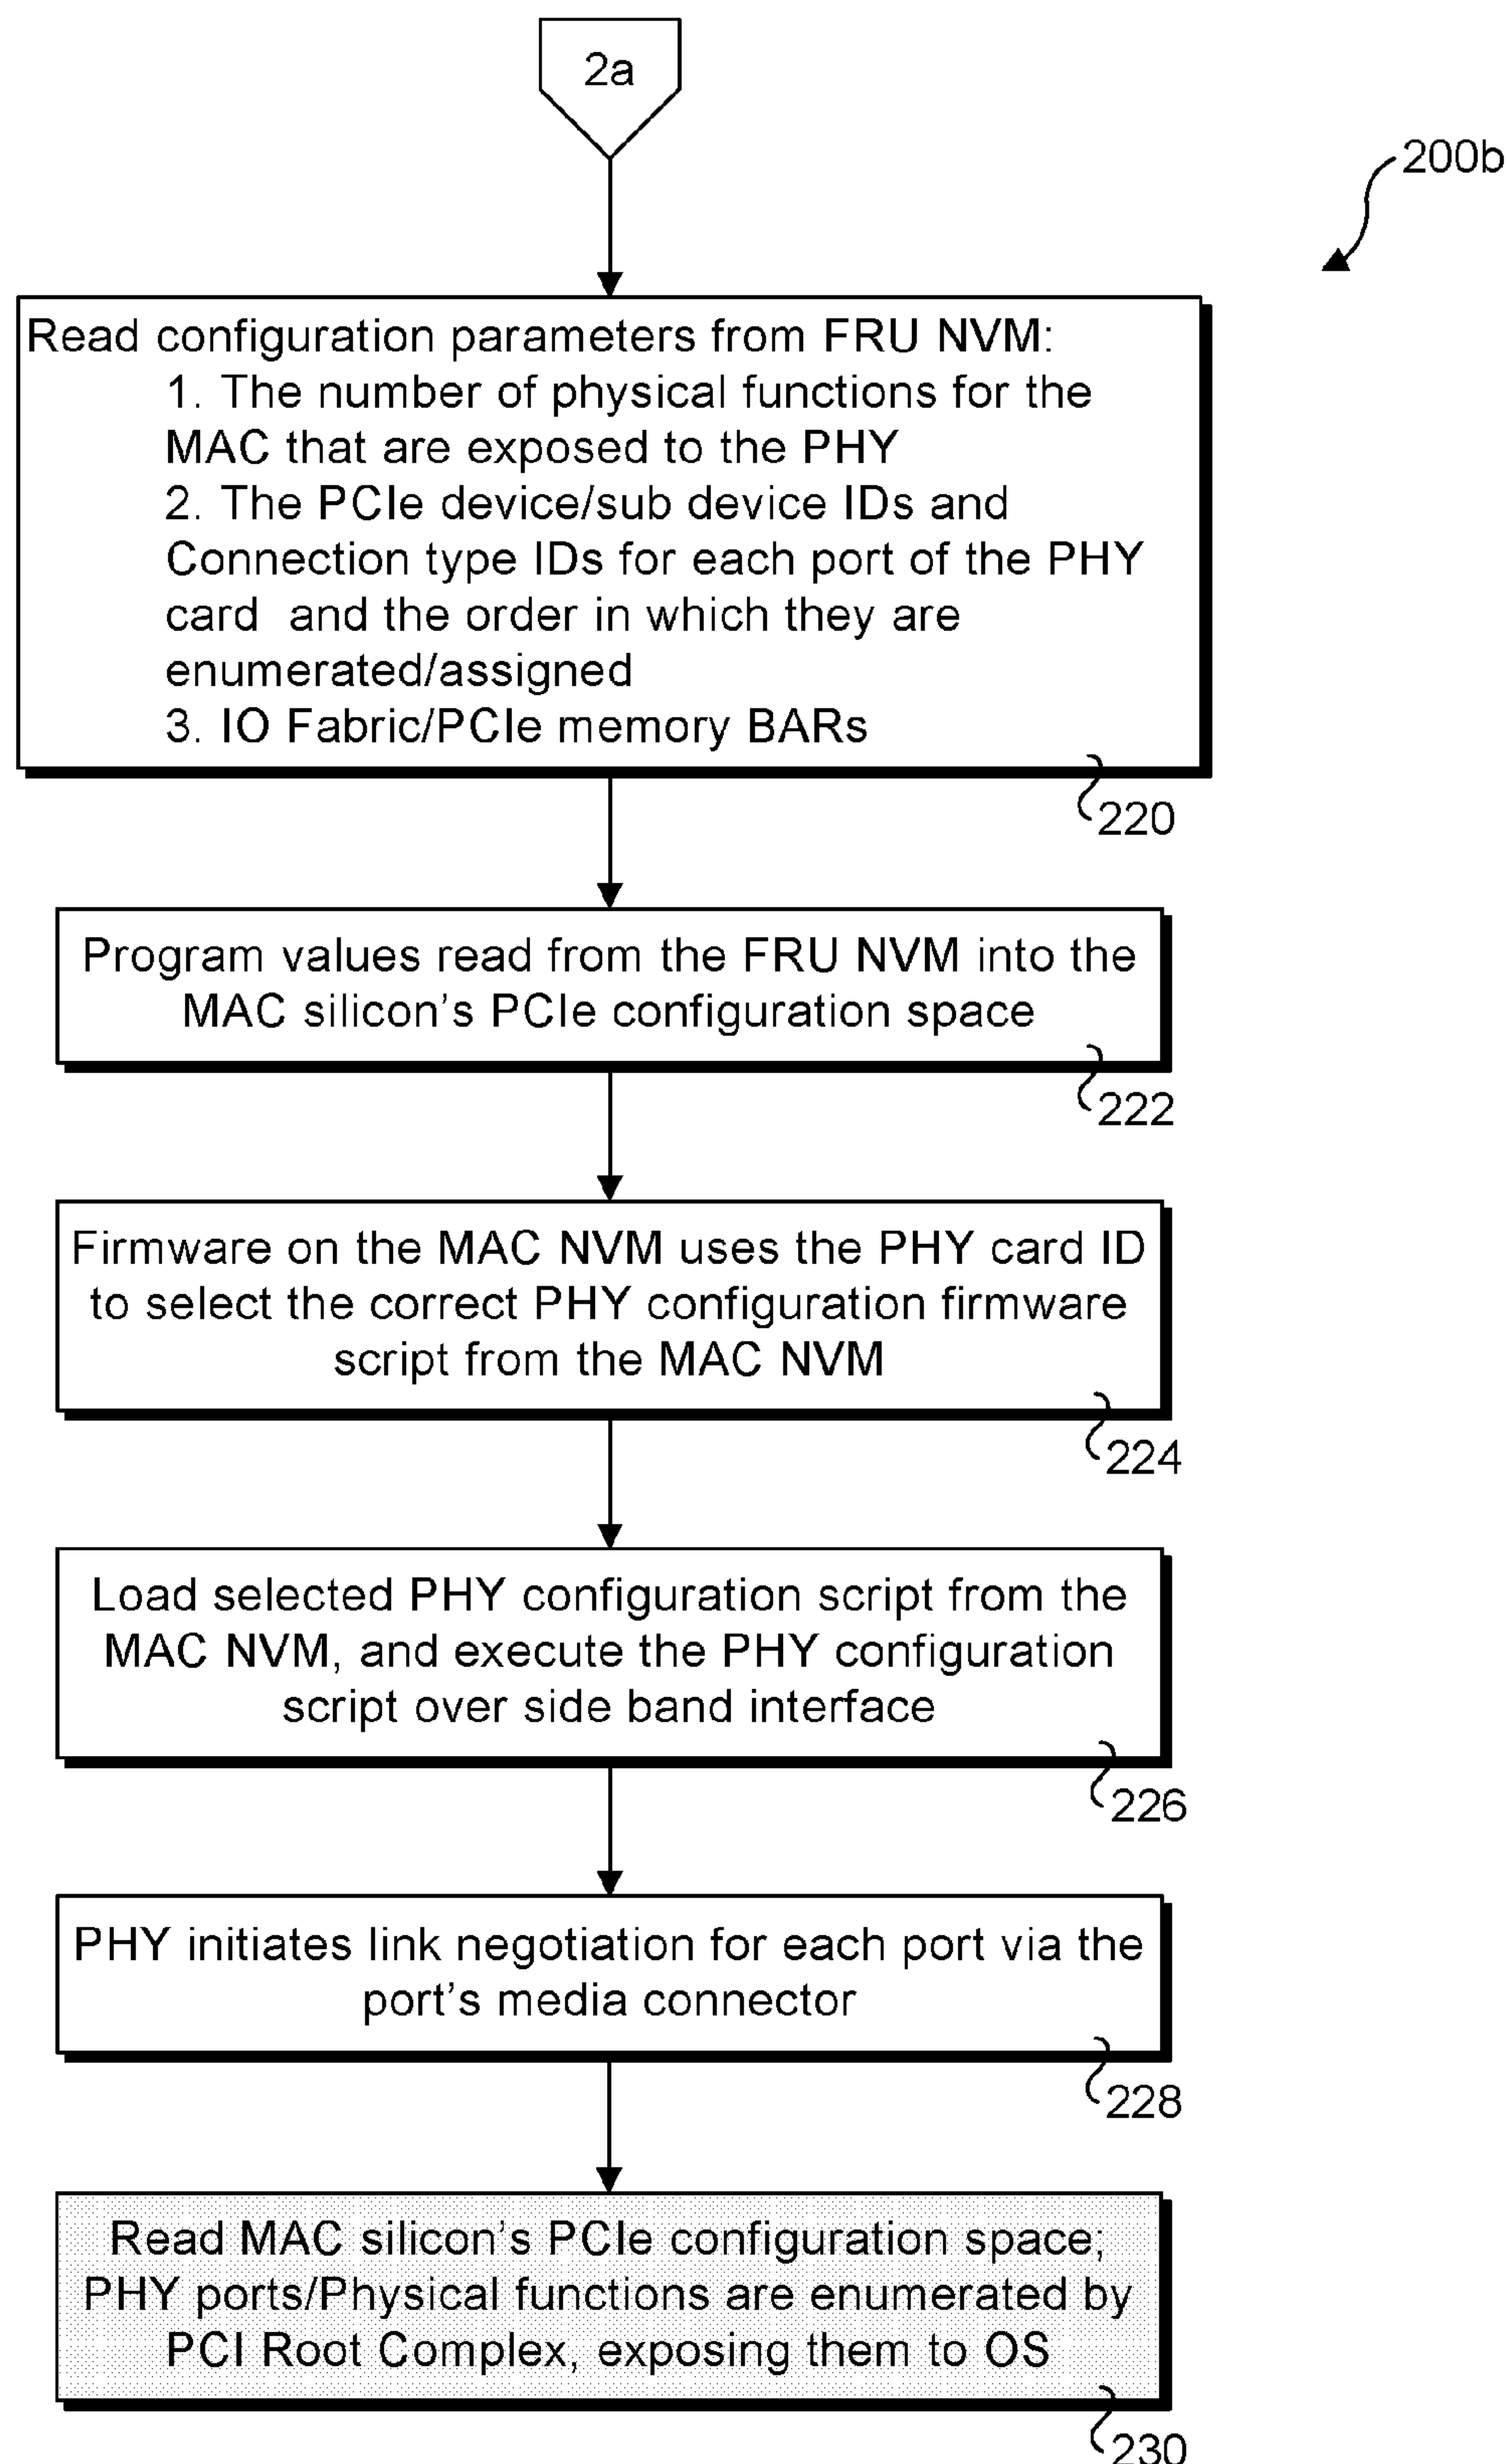 2a
200b
Read configuration parameters from FRU NVM:
1. The number of physical functions for the
MAC that are exposed to the PHY
2. The PCIe device/sub device IDs and
Connection type IDs for each port of the PHY
card and the order in which they are
enumerated/assigned
3. IO Fabric/PCIe memory BARs
220
Program values read from the FRU NVM into the
MAC silicon's PCIe configuration space
222
Firmware on the MAC NVM uses the PHY card ID
to select the correct PHY configuration firmware
script from the MAC NVM
224
Load selected PHY configuration script from the
MAC NVM, and execute the PHY configuration
script over side band interface
226
PHY initiates link negotiation for each port via the
port's media connector
228
Read MAC silicon's PCIe configuration space;
PHY ports/Physical functions are enumerated by
PCI Root Complex, exposing them to OS
230